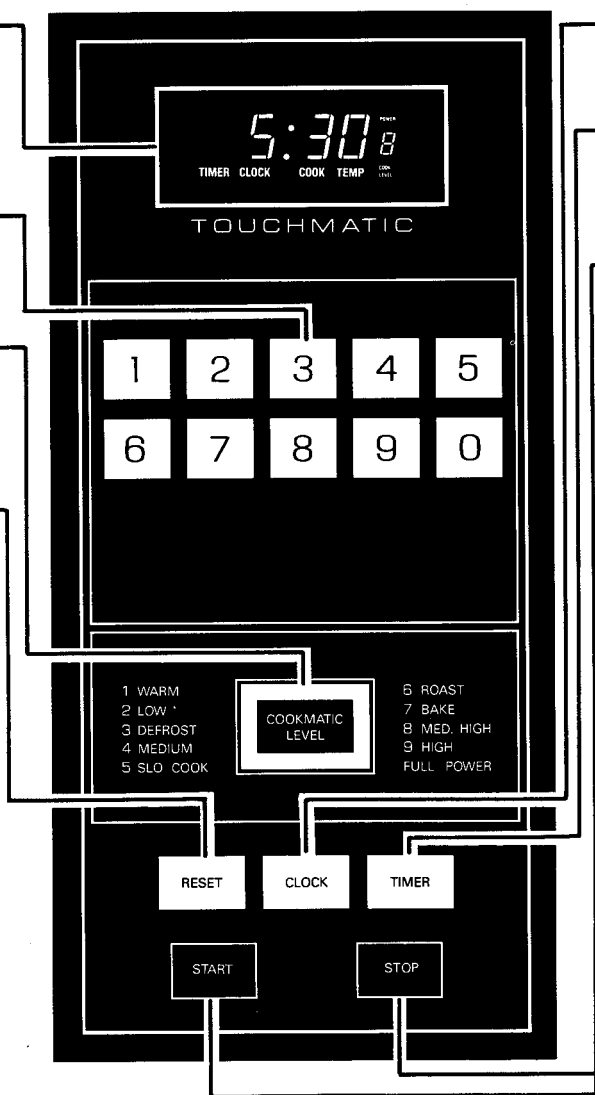 5:30 POWER 8
TIMER CLOCK COOK TEMP COOK LEVEL
TOUCHMATIC
1 2 3 4 5
6 7 8 9 0
1 WARM
2 LOW *
3 DEFROST
4 MEDIUM
5 SLO COOK
COOKMATIC
LEVEL
6 ROAST
7 BAKE
8 MED. HIGH
9 HIGH
FULL POWER
RESET CLOCK TIMER
START STOP